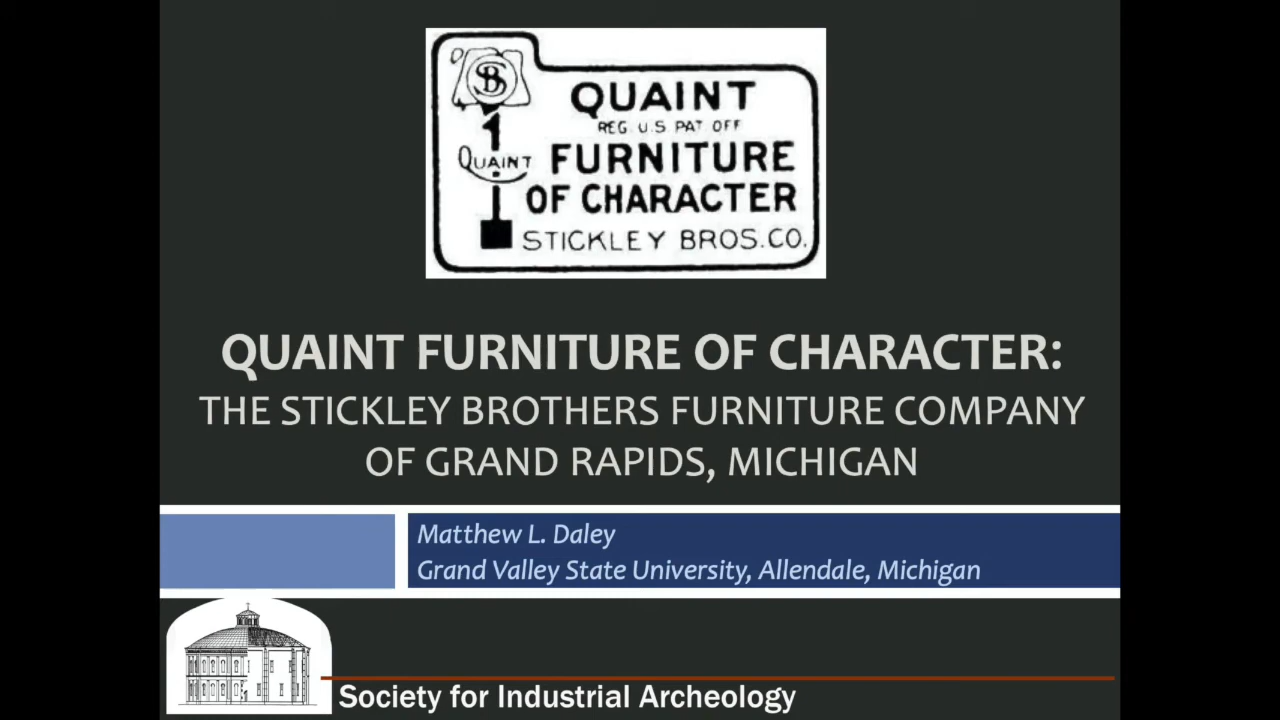 SB
QUAINT
REG. U.S. PAT. OFF
QUAINT
FURNITURE
OF CHARACTER
STICKLEY BROS. CO.
QUAINT FURNITURE OF CHARACTER:
THE STICKLEY BROTHERS FURNITURE COMPANY
OF GRAND RAPIDS, MICHIGAN
Matthew L. Daley
Grand Valley State University, Allendale, Michigan
Society for Industrial Archeology